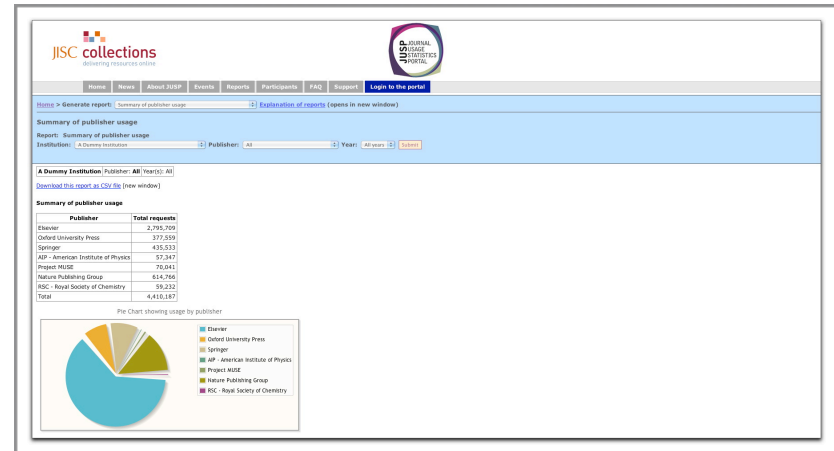 JISC collections
delivering resources online
JUSP JOURNAL
USAGE
STATISTICS
PORTAL
Home News About JUSP Events Reports Participants FAQ Support Login to the portal
Home > Generate report: Summary of publisher usage Explanation of reports (opens in new window)
Summary of publisher usage
Report: Summary of publisher usage
Institution: A Dummy Institution Publisher: All Year: All years Submit
A Dummy Institution Publisher: All Year(s): All
Download this report as CSV file [new window]
Summary of publisher usage
Publisher Total requests
Elsevier 2,795,709
Oxford University Press 377,559
Springer 435,533
AIP - American Institute of Physics 57,347
Project MUSE 70,041
Nature Publishing Group 614,766
RSC - Royal Society of Chemistry 59,232
Total 4,410,187
Pie Chart showing usage by publisher
Elsevier
Oxford University Press
Springer
AIP - American Institute of Physics
Project MUSE
Nature Publishing Group
RSC - Royal Society of Chemistry